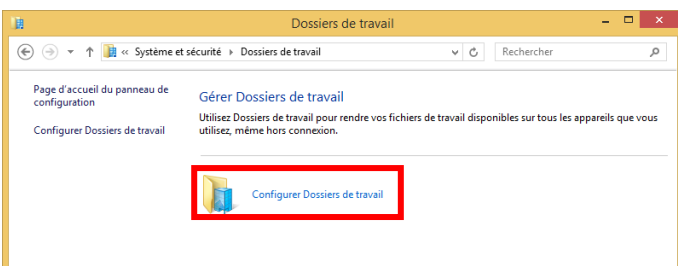 Dossiers de travail
« Système et sécurité ▸ Dossiers de travail
Rechercher
Page d'accueil du panneau de
configuration
Configurer Dossiers de travail
Gérer Dossiers de travail
Utilisez Dossiers de travail pour rendre vos fichiers de travail disponibles sur tous les appareils que vous
utilisez, même hors connexion.
Configurer Dossiers de travail